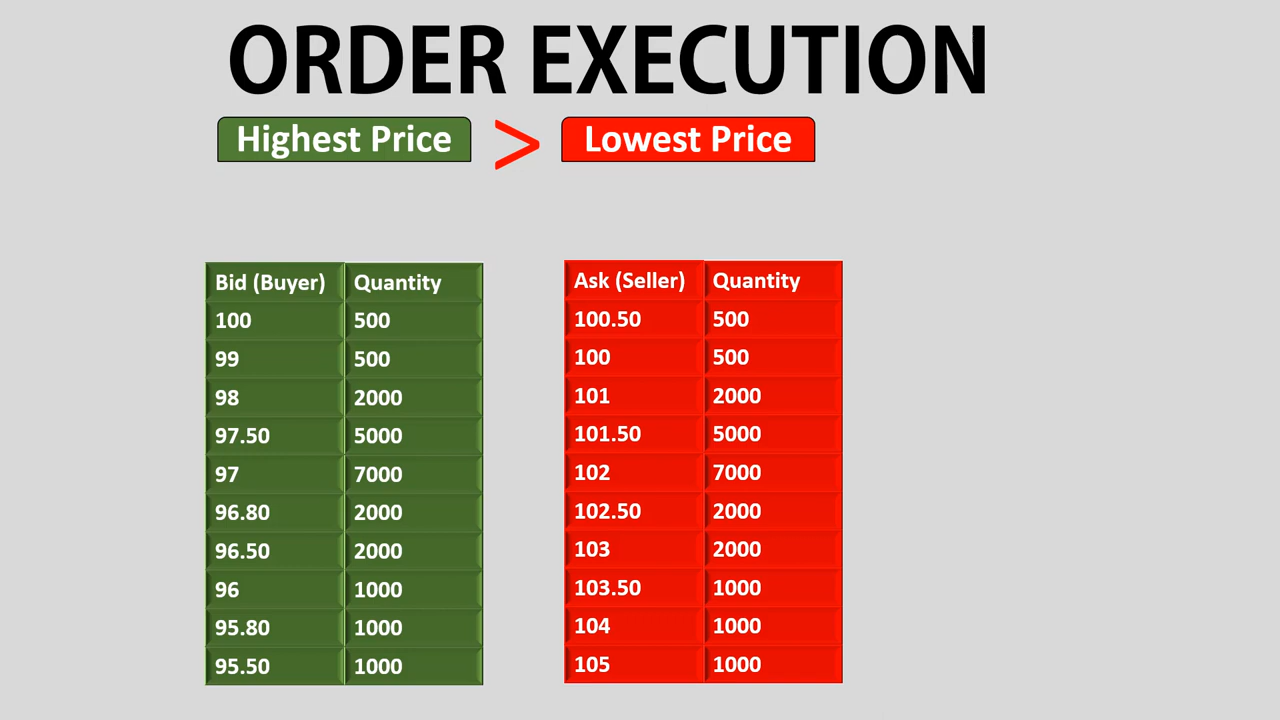 ORDER EXECUTION
Highest Price > Lowest Price
Bid (Buyer) Quantity Ask (Seller) Quantity
100 500 100.50 500
99 500 100 500
98 2000 101 2000
97.50 5000 101.50 5000
97 7000 102 7000
96.80 2000 102.50 2000
96.50 2000 103 2000
96 1000 103.50 1000
95.80 1000 104 1000
95.50 1000 105 1000